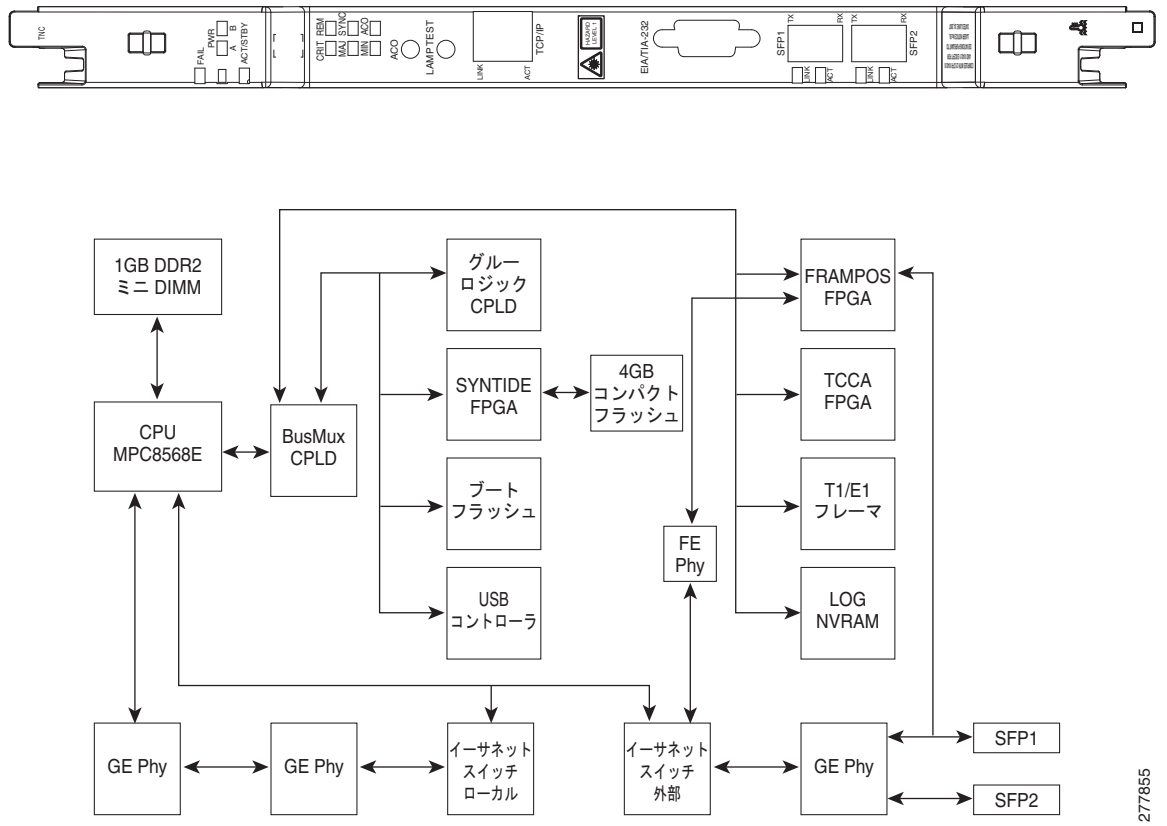 TNC
FAIL
PWR
A
B
ACT/STBY
CRIT
REM
MAJ
SYNC
MIN
ACO
ACO
LAMP TEST
LINK
ACT
TCP/IP
HAZARD
LEVEL 1
EIA/TIA-232
SFP1
TX
RX
LINK
ACT
TX
RX
SFP2
LINK
ACT
1GB DDR2
ミニ DIMM
グルー
ロジック
CPLD
FRAMPOS
FPGA
SYNTIDE
FPGA
4GB
コンパクト
フラッシュ
TCCA
FPGA
CPU
MPC8568E
BusMux
CPLD
ブート
フラッシュ
T1/E1
フレーマ
FE
Phy
USB
コントローラ
LOG
NVRAM
GE Phy
GE Phy
イーサネット
スイッチ
ローカル
イーサネット
スイッチ
外部
GE Phy
SFP1
SFP2
277855